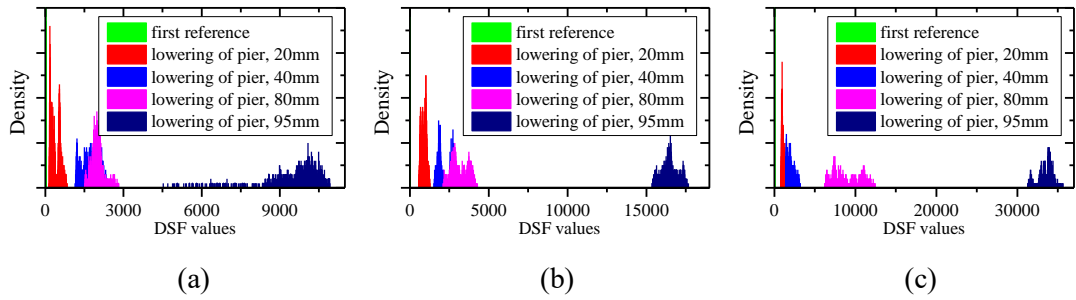 Density
first reference
lowering of pier, 20mm
lowering of pier, 40mm
lowering of pier, 80mm
lowering of pier, 95mm
0 3000 6000 9000
DSF values
(a)
Density
first reference
lowering of pier, 20mm
lowering of pier, 40mm
lowering of pier, 80mm
lowering of pier, 95mm
0 5000 10000 15000
DSF values
(b)
Density
first reference
lowering of pier, 20mm
lowering of pier, 40mm
lowering of pier, 80mm
lowering of pier, 95mm
0 10000 20000 30000
DSF values
(c)